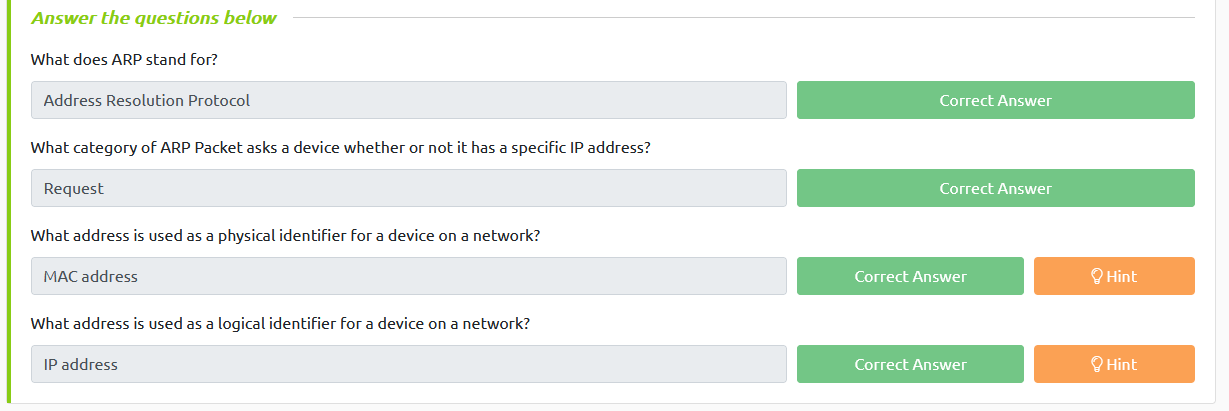 Answer the questions below
What does ARP stand for?
Address Resolution Protocol
Correct Answer
What category of ARP Packet asks a device whether or not it has a specific IP address?
Request
Correct Answer
What address is used as a physical identifier for a device on a network?
MAC address
Correct Answer
Hint
What address is used as a logical identifier for a device on a network?
IP address
Correct Answer
Hint